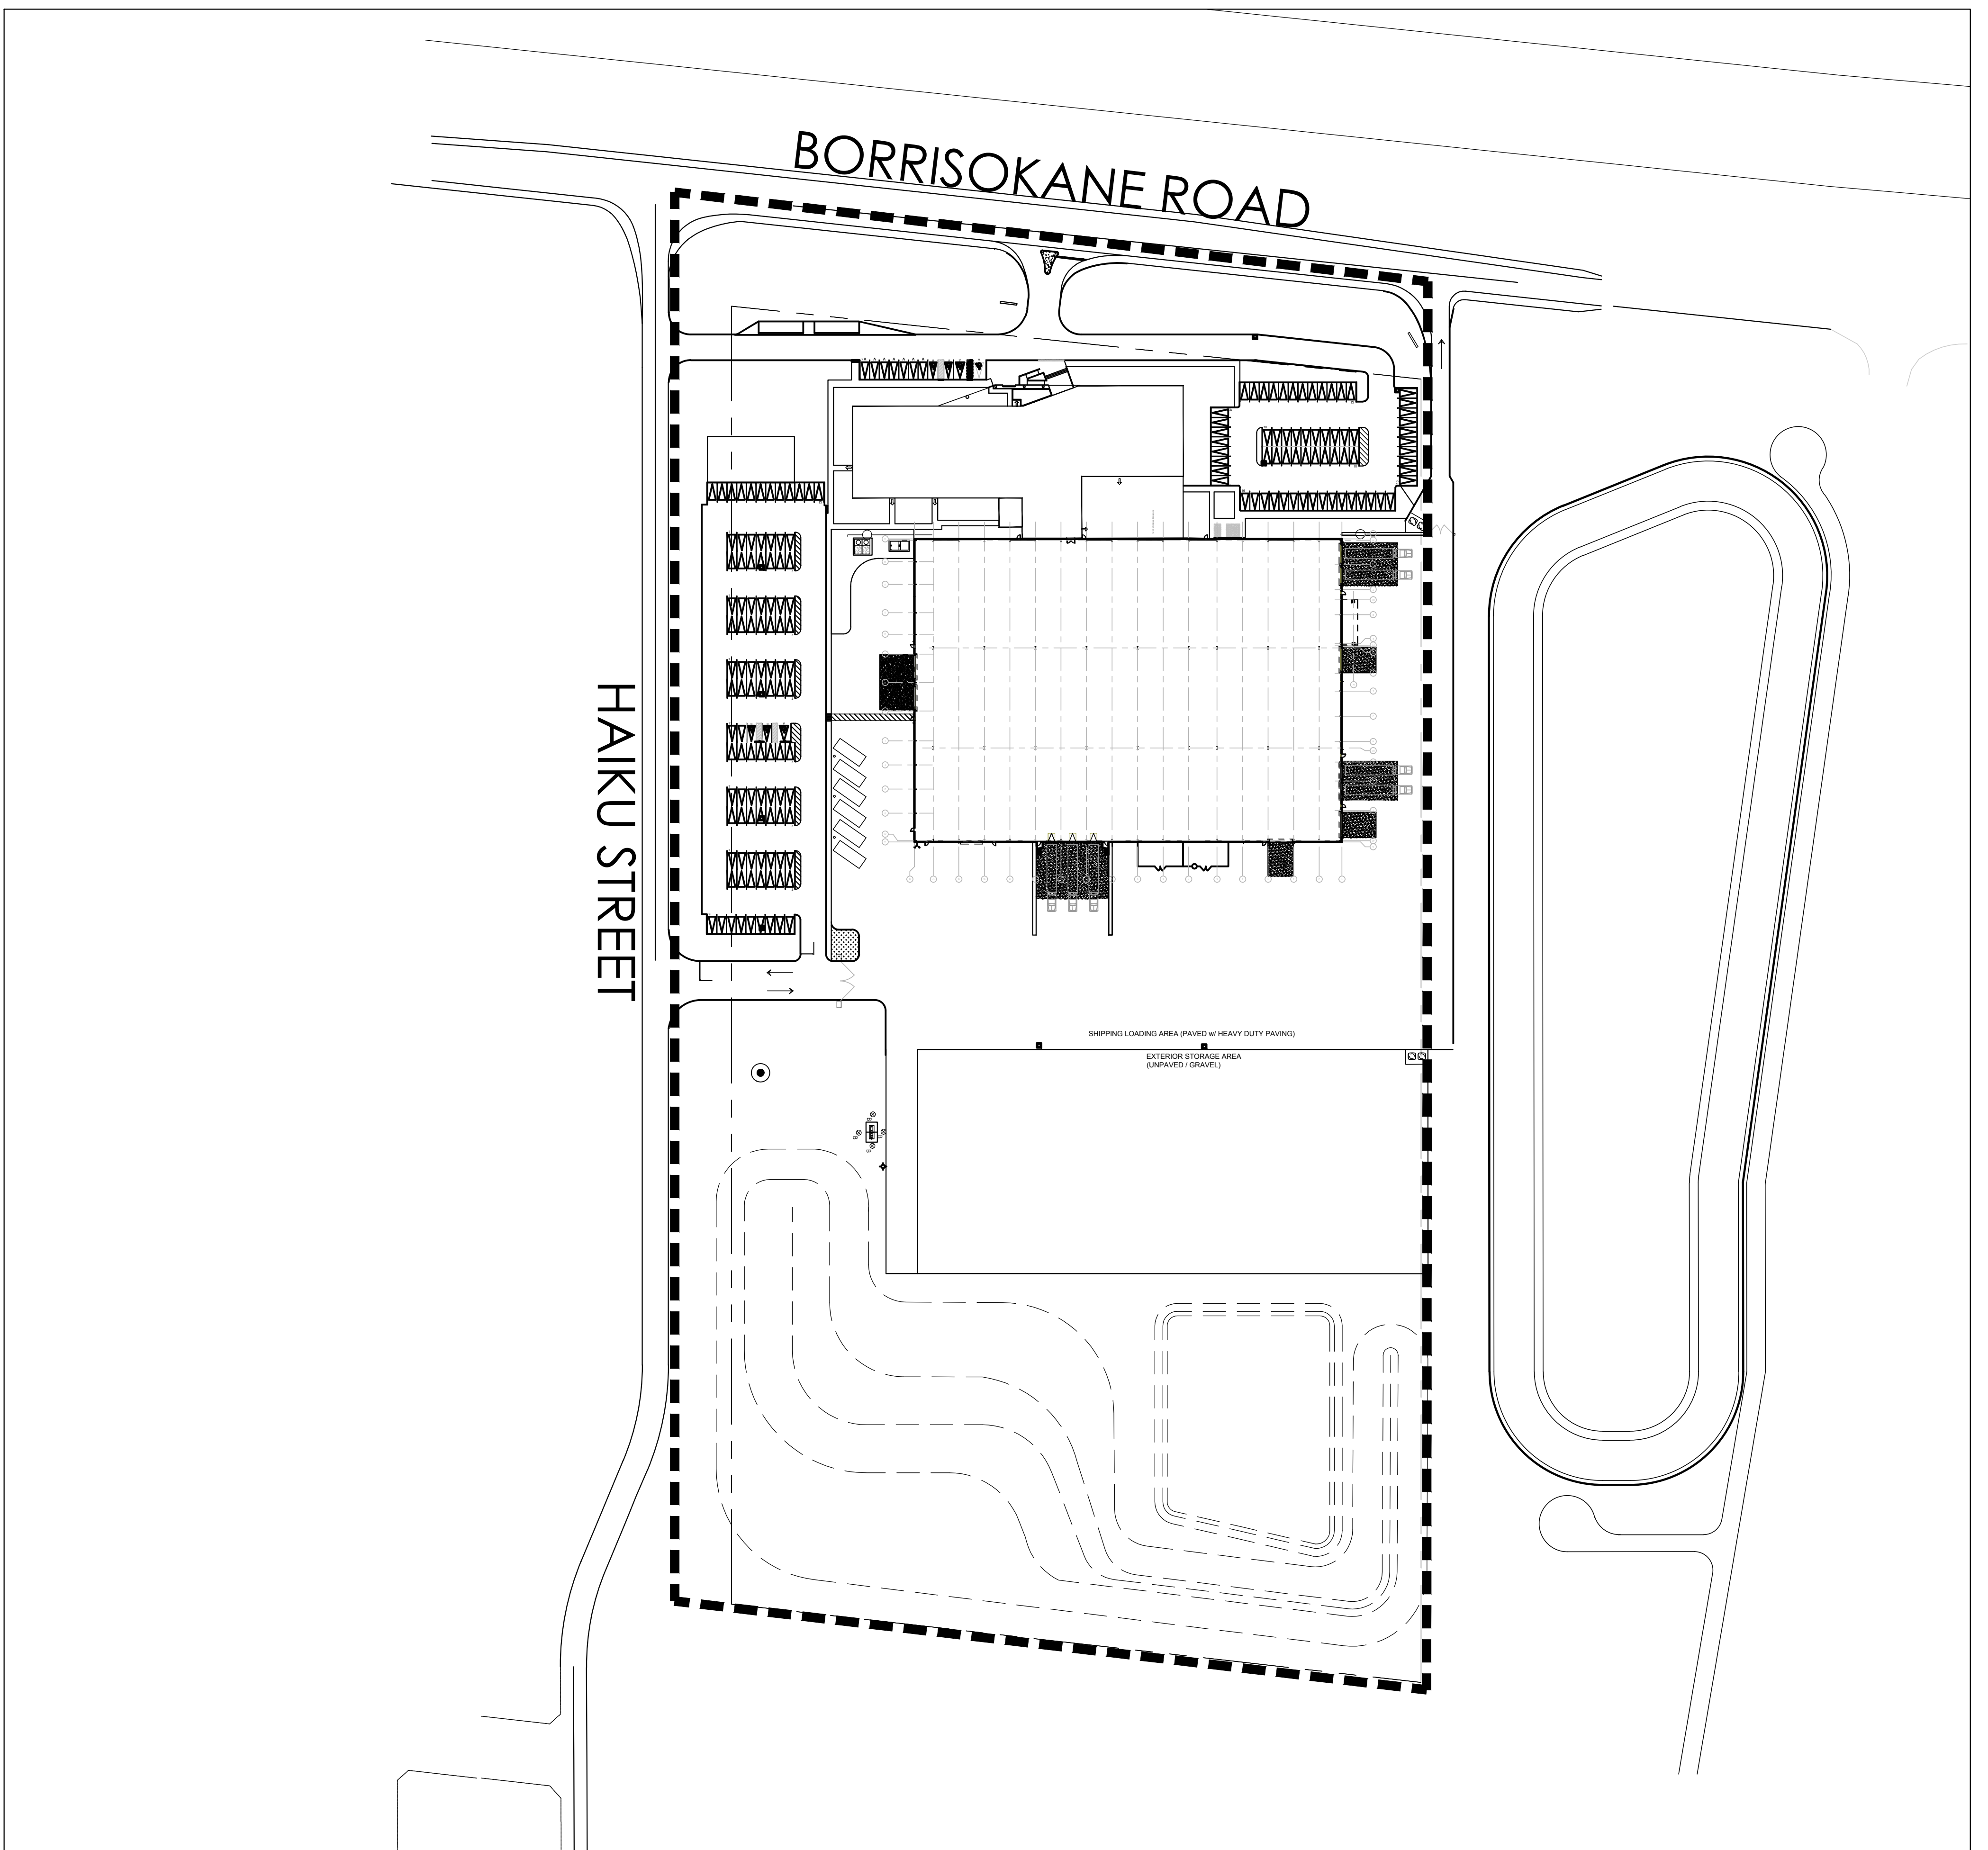 BORRISOKANE ROAD
HAIKU STREET
SHIPPING LOADING AREA (PAVED w/ HEAVY DUTY PAVING)
EXTERIOR STORAGE AREA
(UNPAVED / GRAVEL)